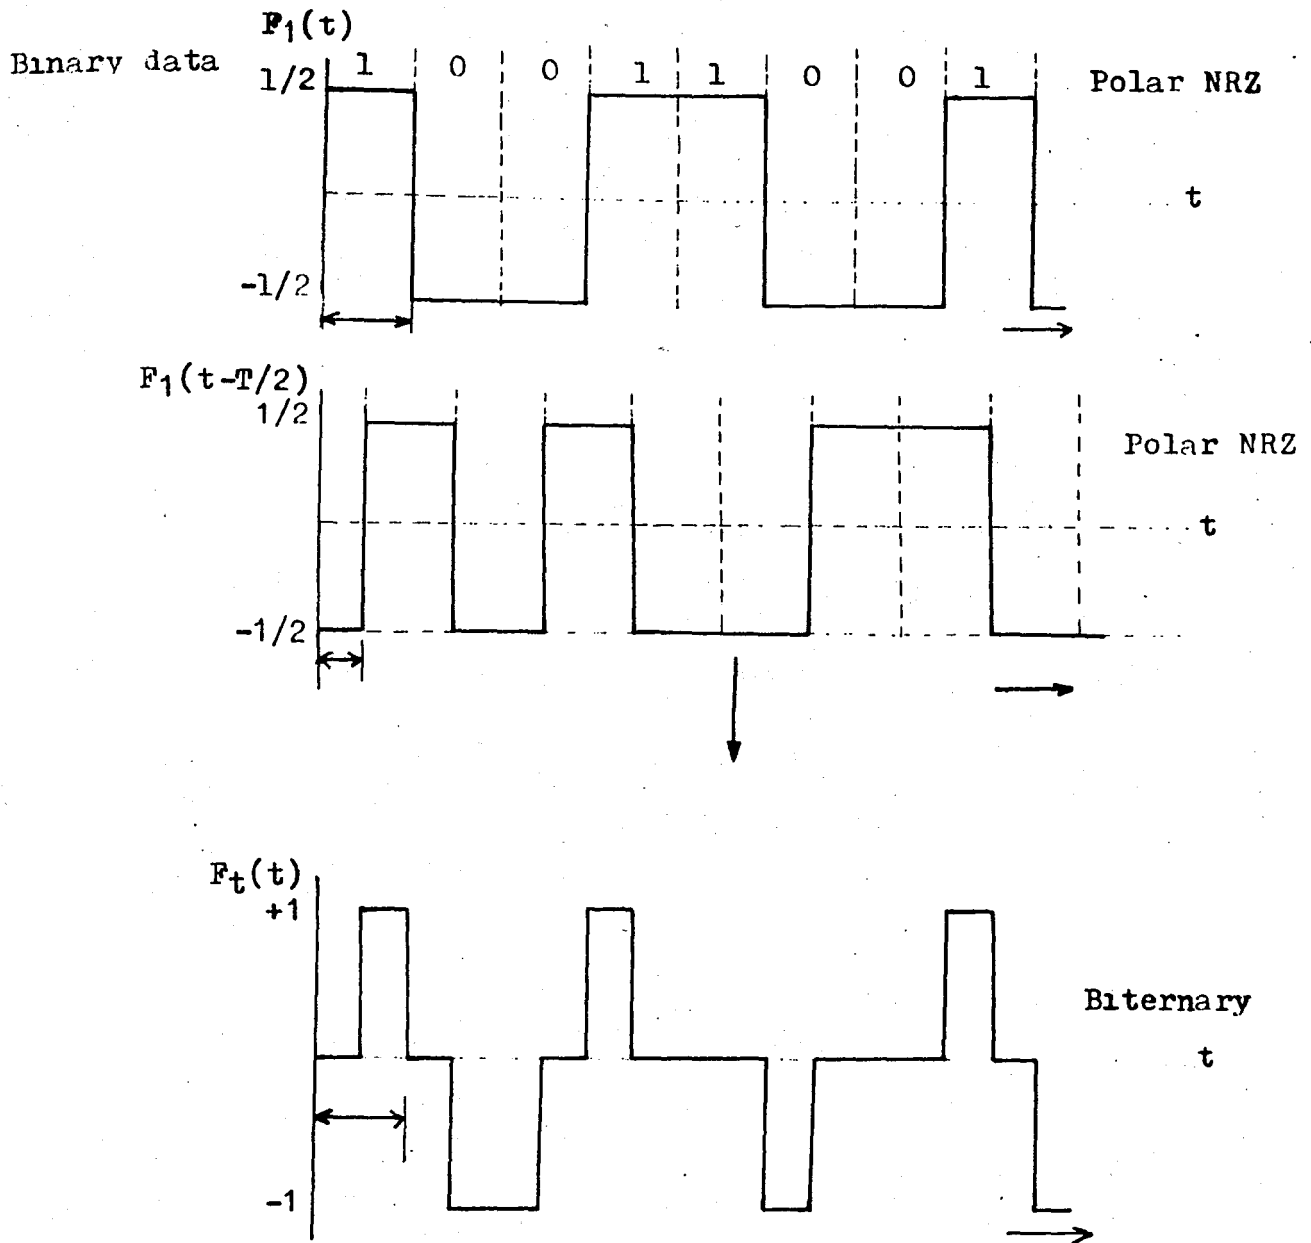 F₁(t)
Binary data 1 0 0 1 1 0 0 1 Polar NRZ
1/2
t
-1/2
F₁(t-T/2)
1/2
Polar NRZ
t
-1/2
Fₜ(t)
+1
Biternary
t
-1